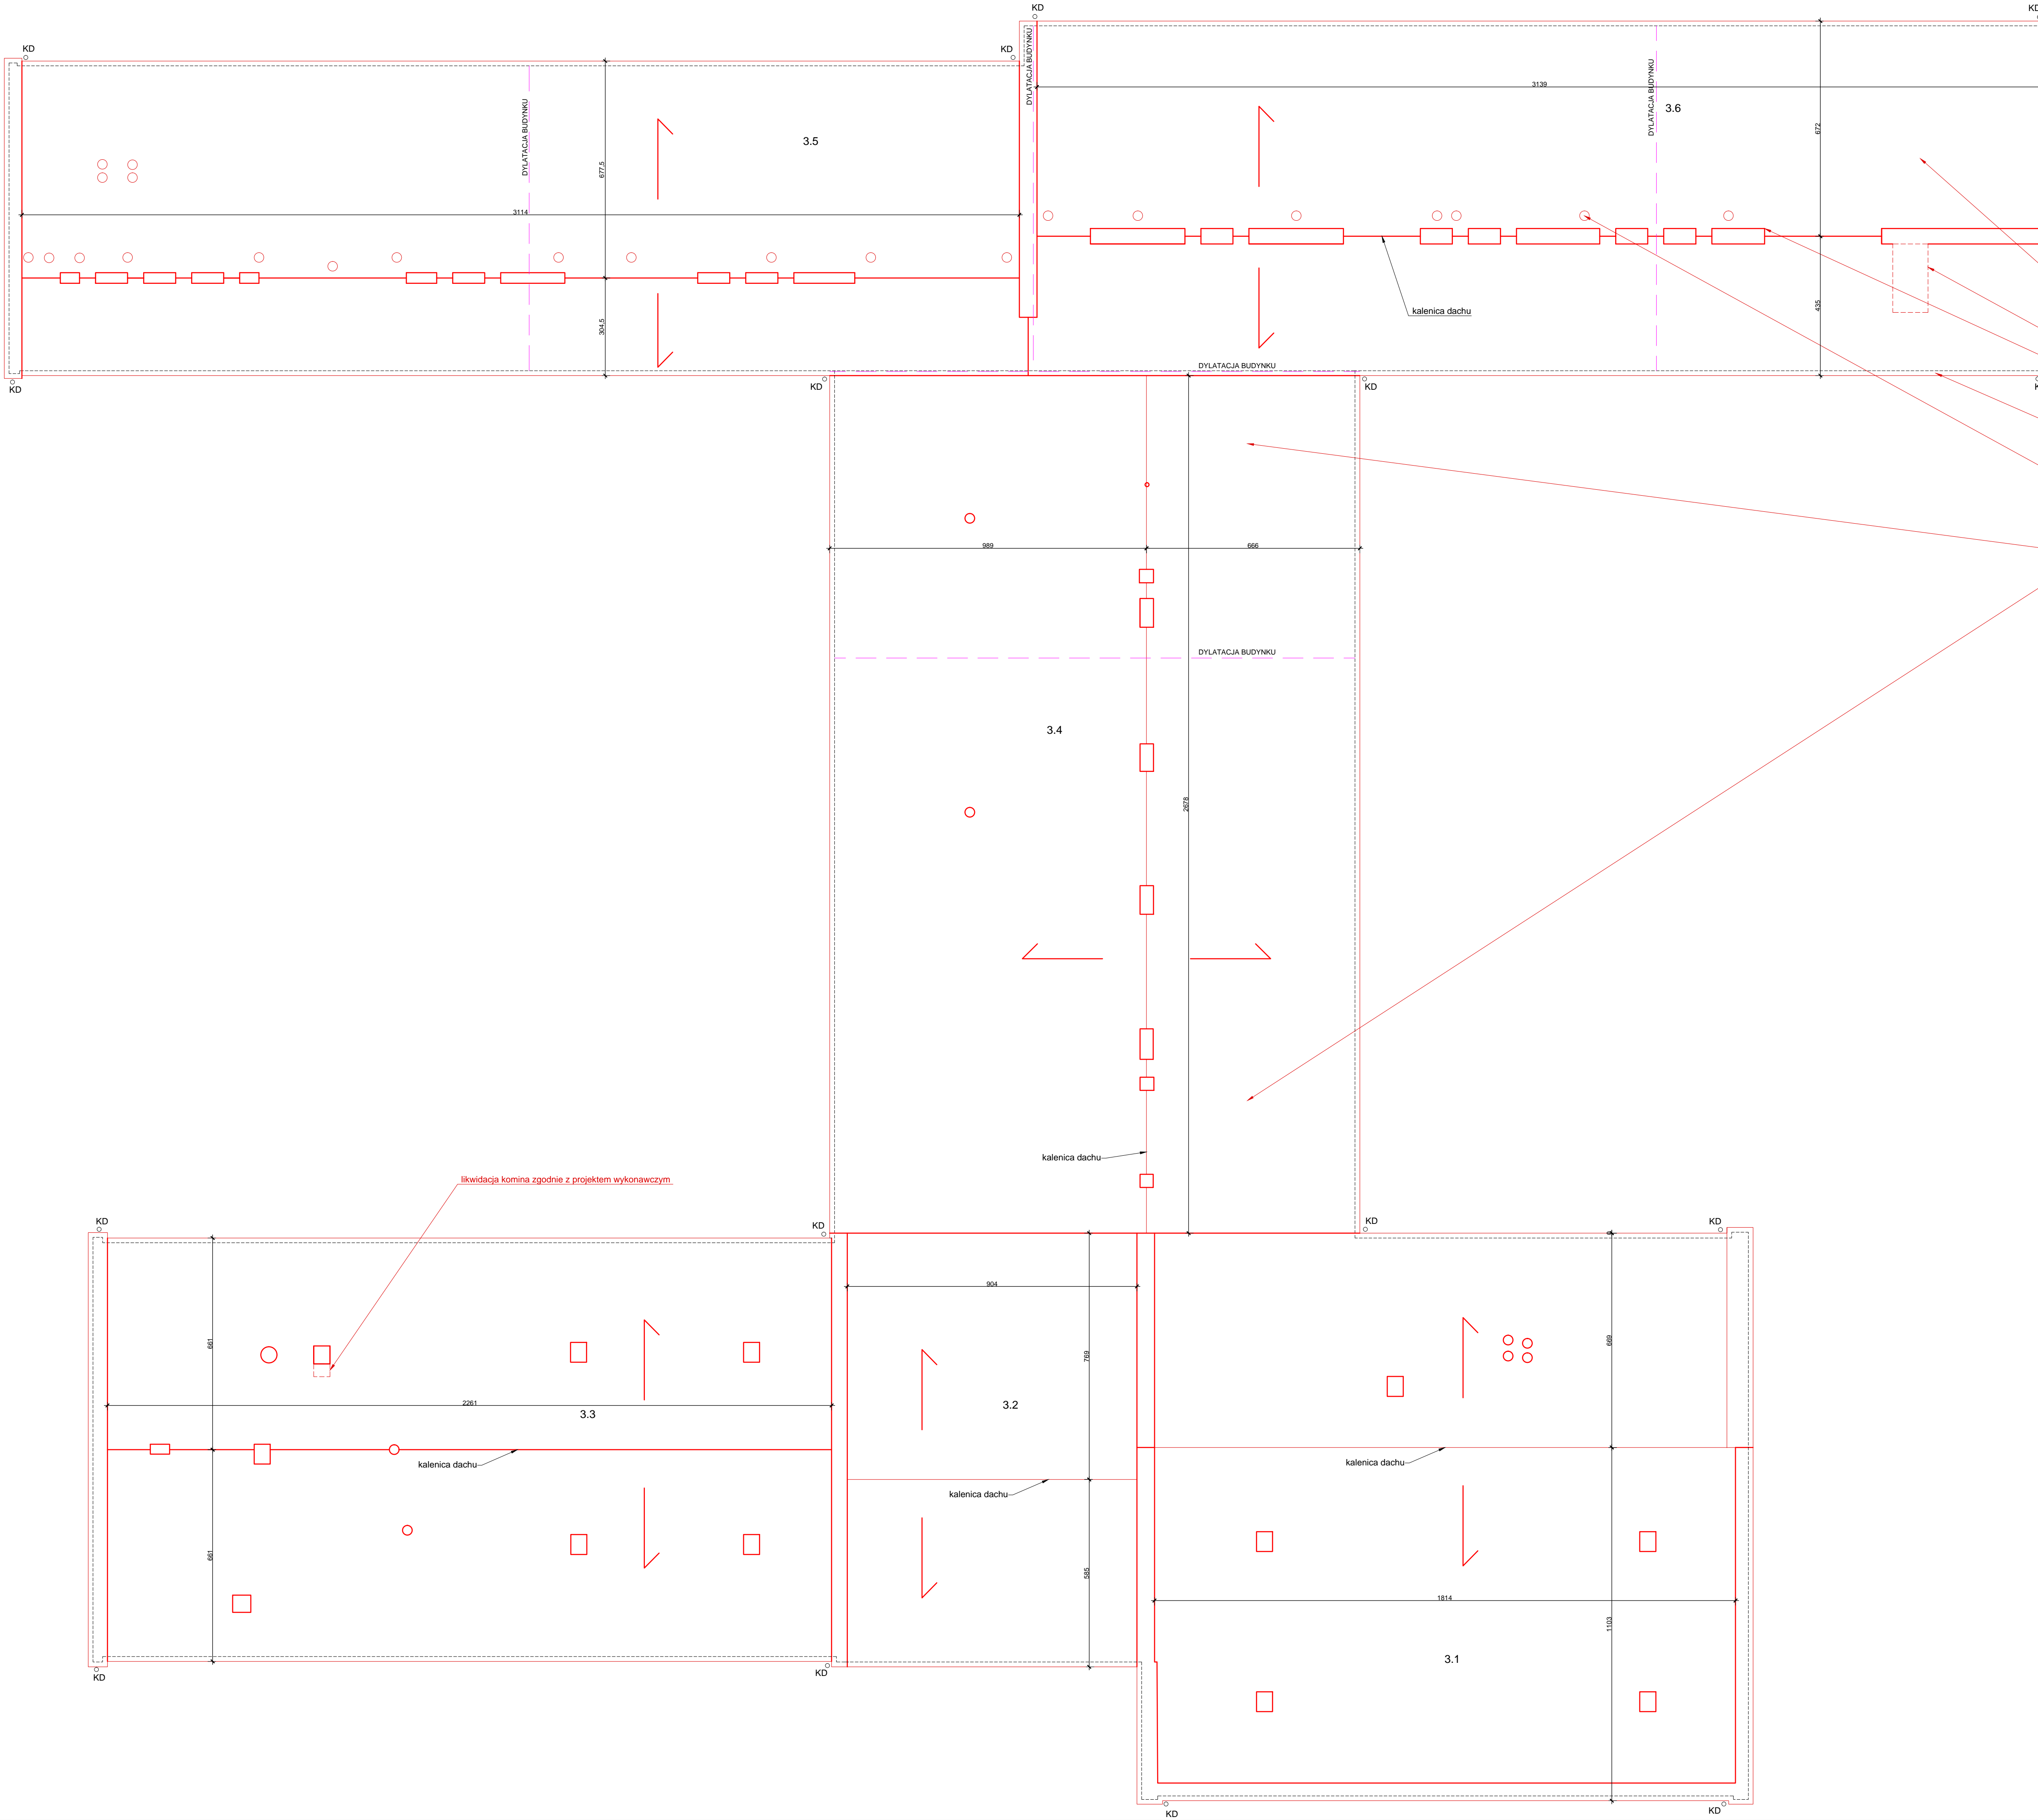 KD
KD
KD
KD
DYLATACJA BUDYNKU
3139
DYLATACJA BUDYNKU
3.6
672
DYLATACJA BUDYNKU
677,5
3.5
3114
kalenica dachu
435
304,5
DYLATACJA BUDYNKU
KD
KD
KD
989
666
DYLATACJA BUDYNKU
3.4
2678
kalenica dachu
likwidacja komina zgodnie z projektem wykonawczym
KD
KD
KD
KD
904
661
769
669
2261
3.3
3.2
kalenica dachu
kalenica dachu
kalenica dachu
661
585
1814
1103
3.1
KD
KD
KD
KD